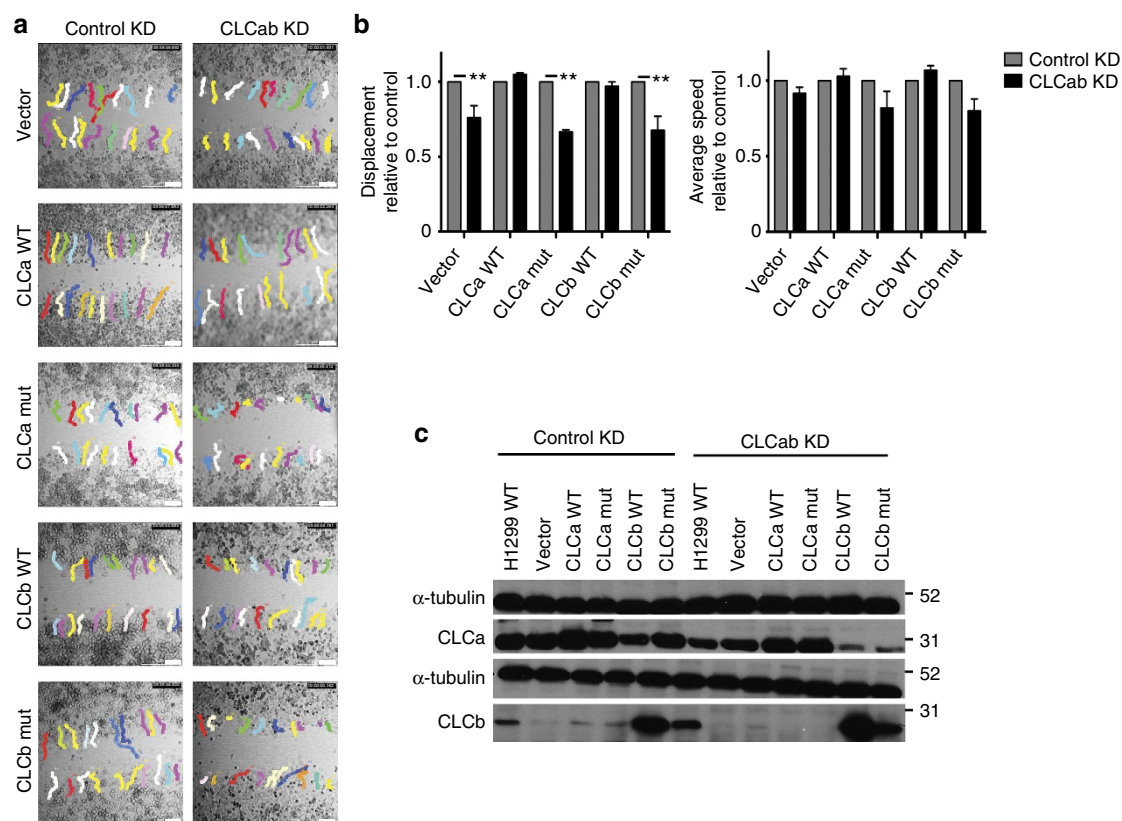 a
Control KD
CLCab KD
Vector
CLCa WT
CLCa mut
CLCb WT
CLCb mut
b
Displacement
relative to control
1.0
0.5
0
**
**
**
Vector
CLCa WT
CLCa mut
CLCb WT
CLCb mut
Average speed
relative to control
1.0
0.5
0
Vector
CLCa WT
CLCa mut
CLCb WT
CLCb mut
Control KD
CLCab KD
c
Control KD
CLCab KD
H1299 WT
Vector
CLCa WT
CLCa mut
CLCb WT
CLCb mut
H1299 WT
Vector
CLCa WT
CLCa mut
CLCb WT
CLCb mut
α-tubulin
52
CLCa
31
α-tubulin
52
CLCb
31